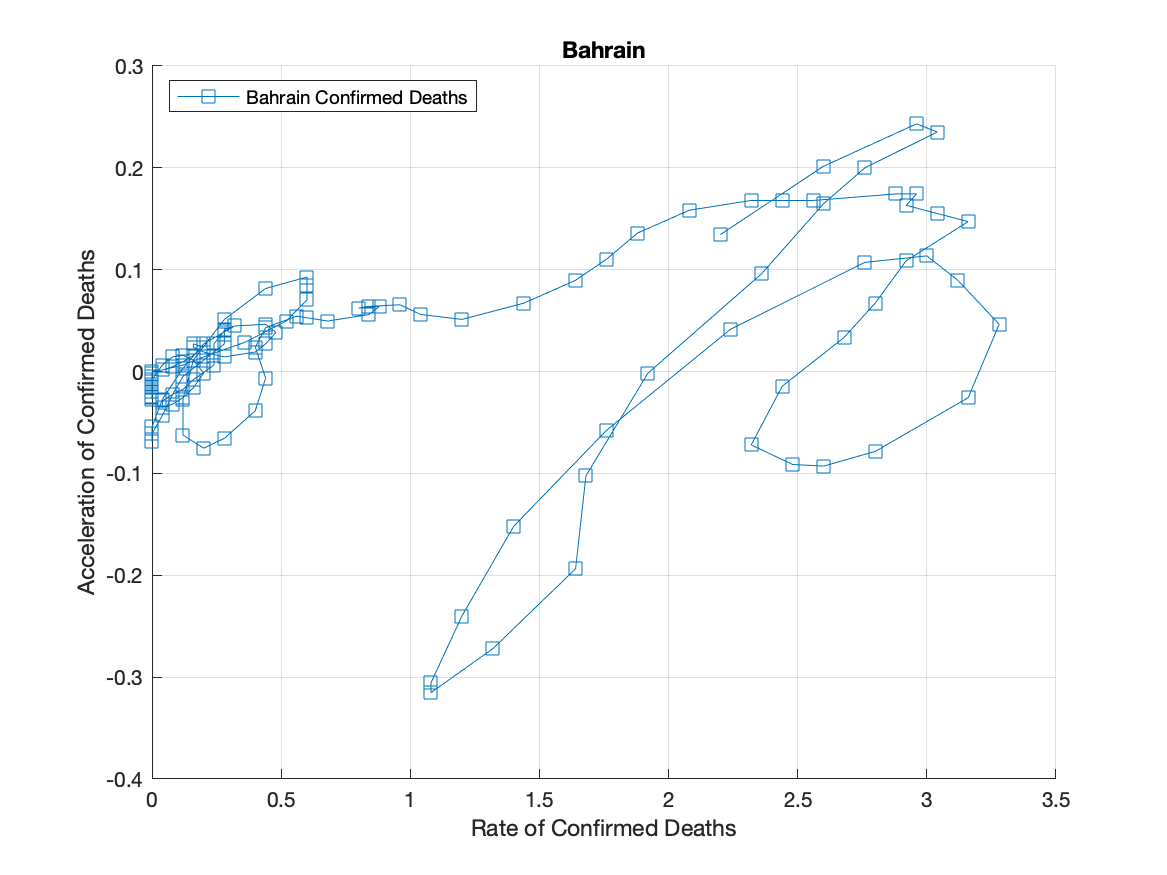 Bahrain
Bahrain Confirmed Deaths
Acceleration of Confirmed Deaths
0.3
0.2
0.1
0
-0.1
-0.2
-0.3
-0.4
0 0.5 1 1.5 2 2.5 3 3.5
Rate of Confirmed Deaths